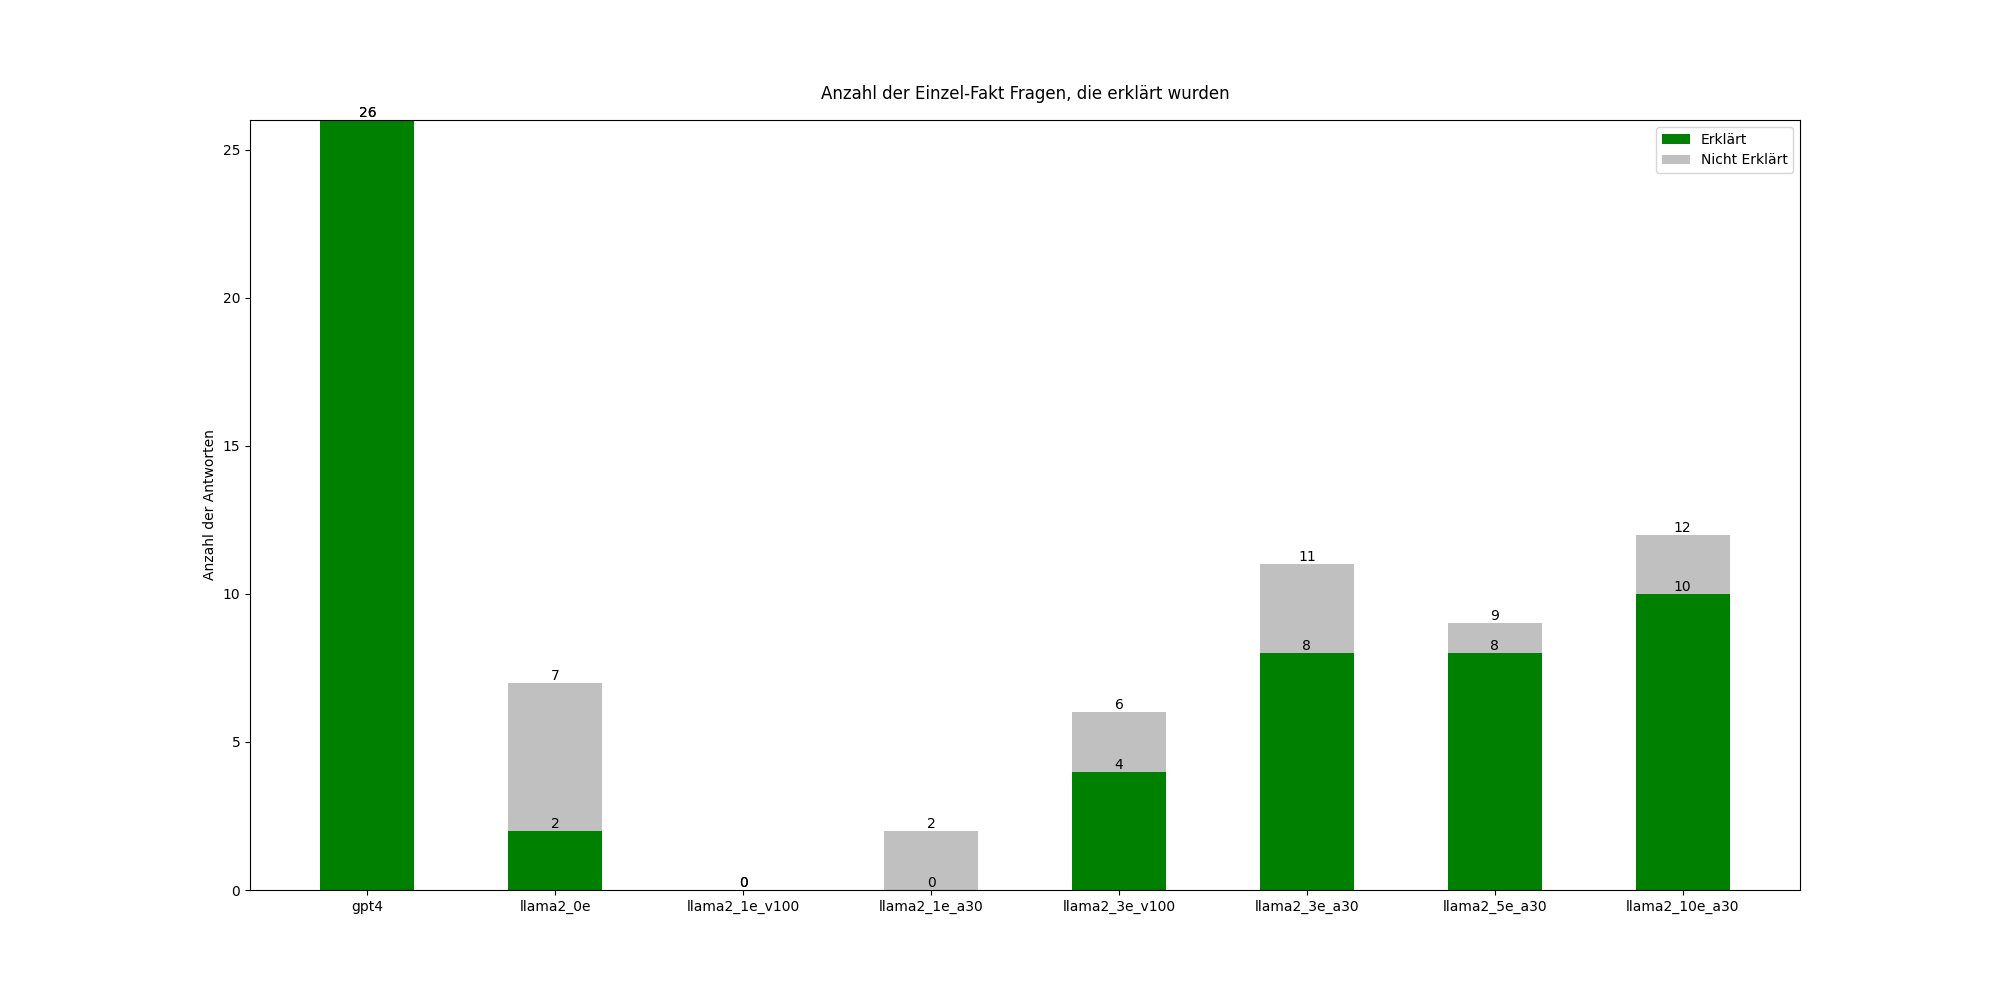 Anzahl der Einzel-Fakt Fragen, die erklärt wurden
Erklärt
Nicht Erklärt
Anzahl der Antworten
25
20
15
10
5
0
26
7
2
0
2
0
6
4
11
8
9
8
12
10
gpt4
llama2_0e
llama2_1e_v100
llama2_1e_a30
llama2_3e_v100
llama2_3e_a30
llama2_5e_a30
llama2_10e_a30